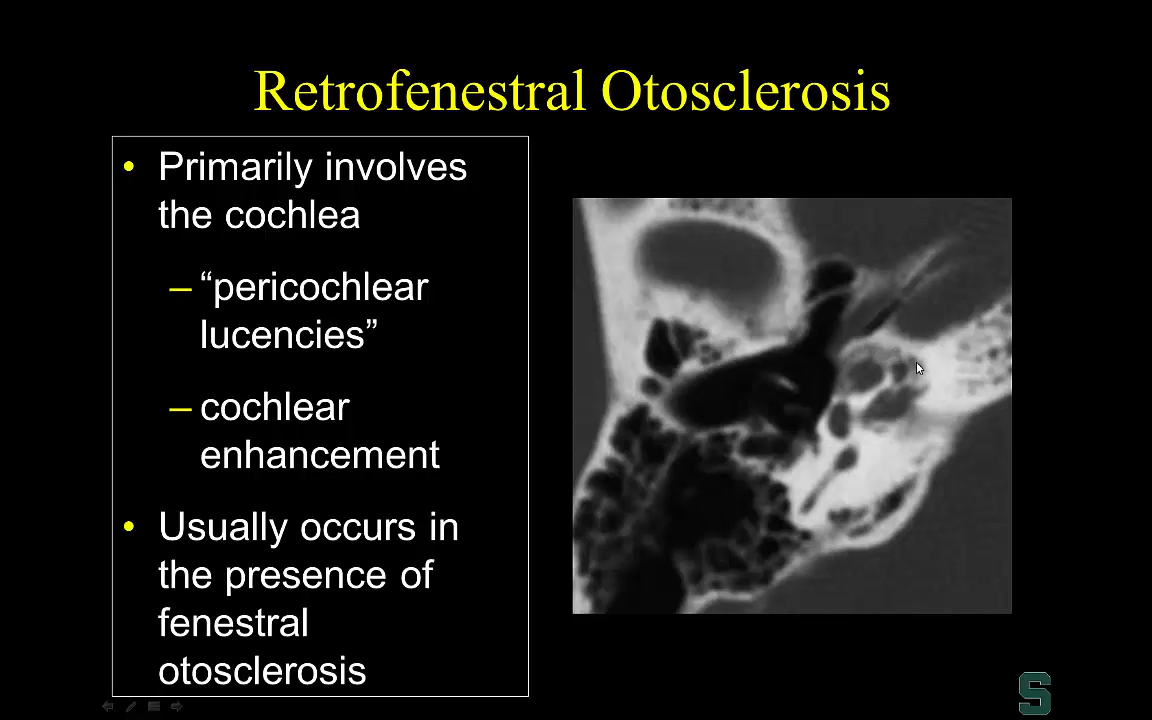 Retrofenestral Otosclerosis
• Primarily involves
the cochlea
– “pericochlear
lucencies”
– cochlear
enhancement
• Usually occurs in
the presence of
fenestral
otosclerosis
S